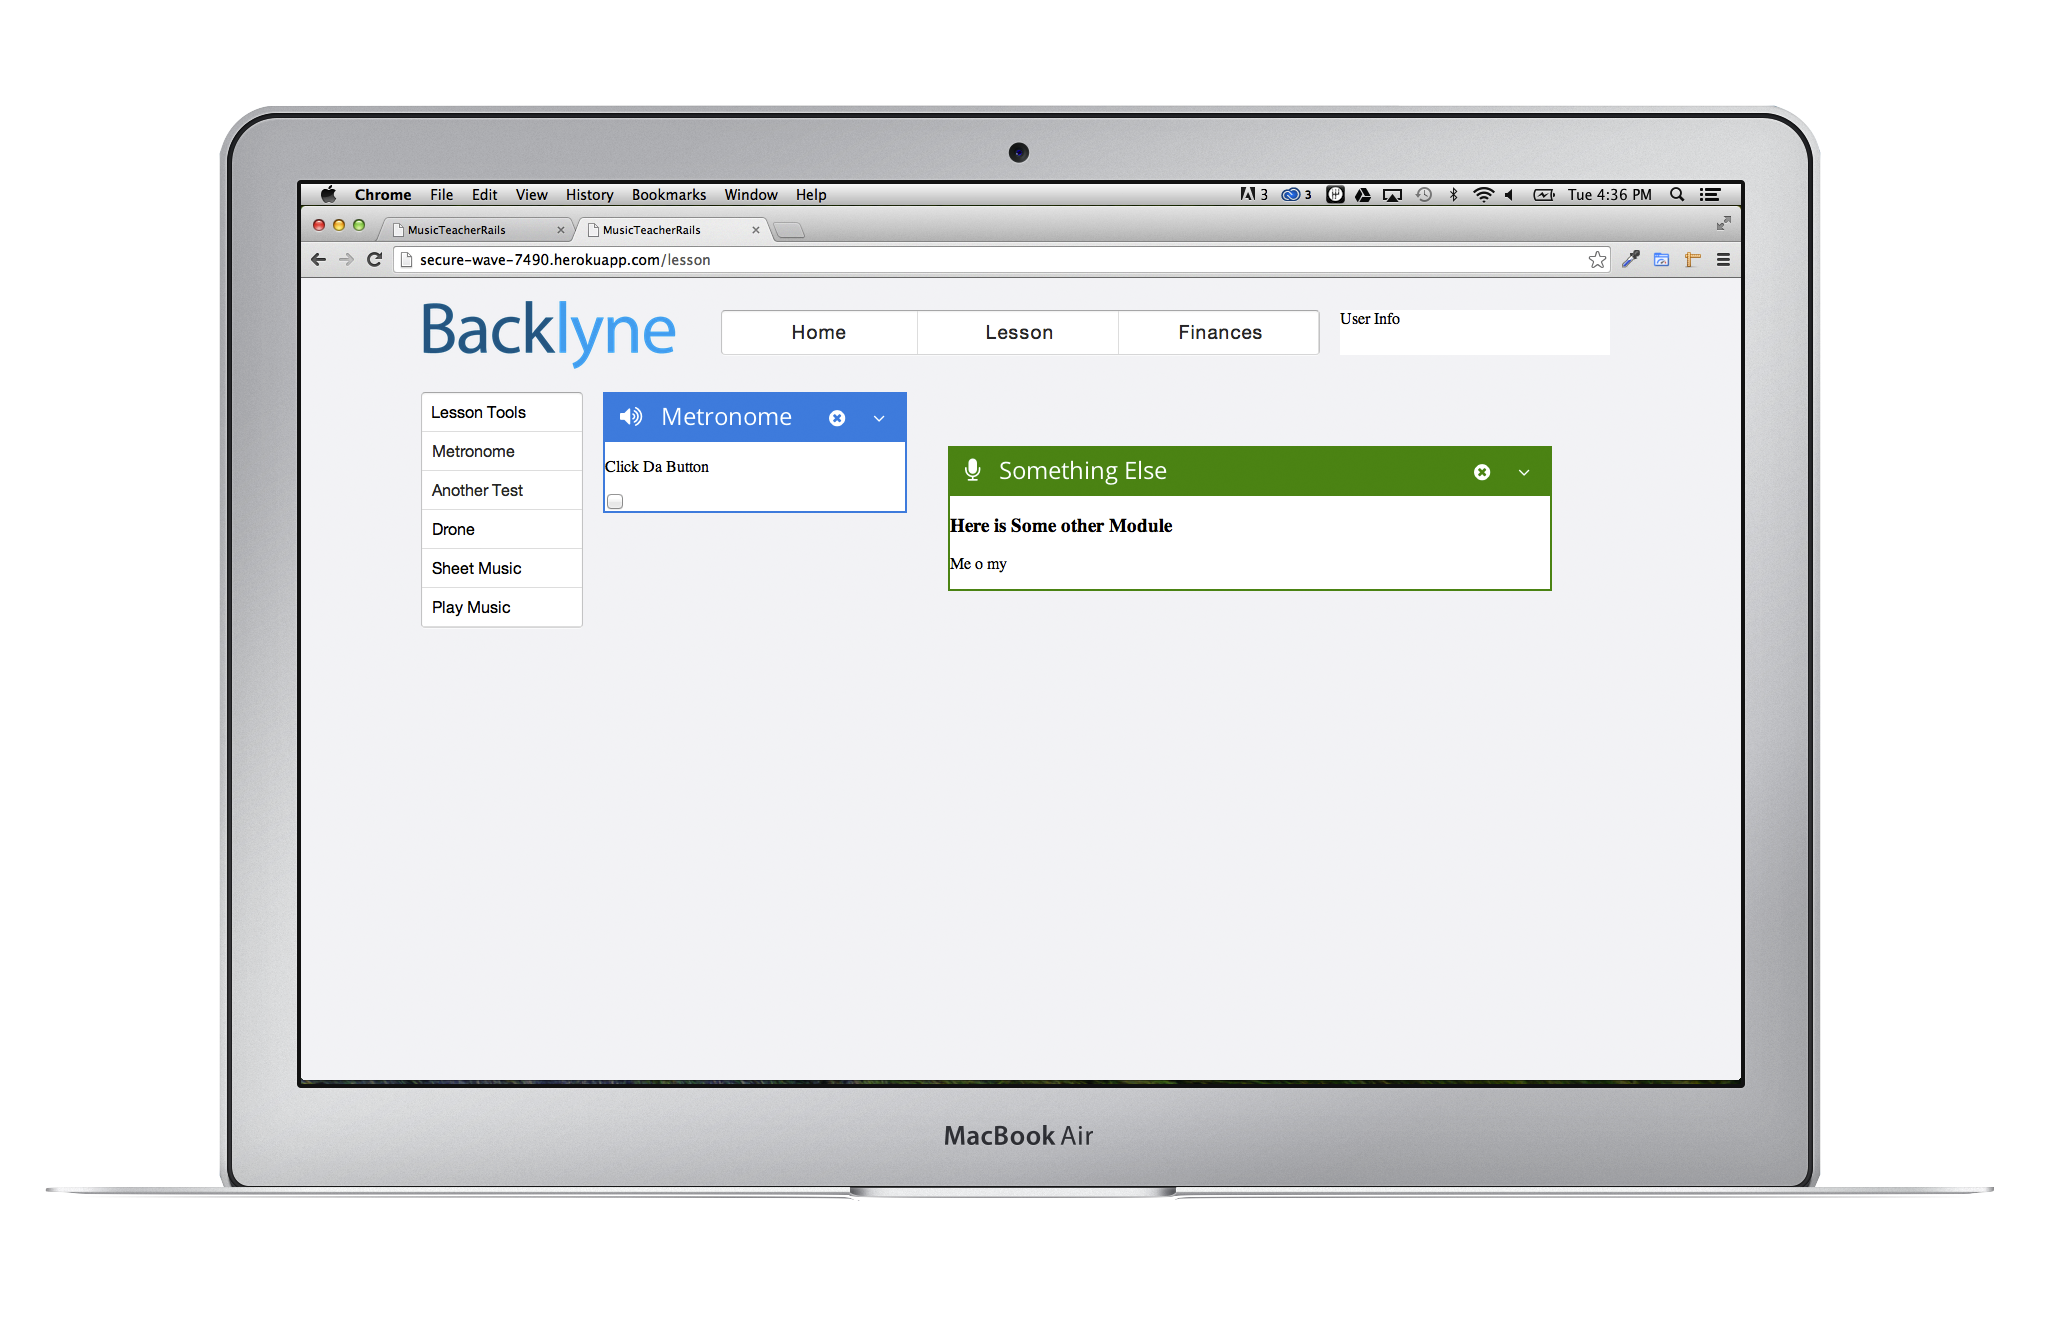 Chrome File Edit View History Bookmarks Window Help 3 3 Tue 4:36 PM
MusicTeacherRails MusicTeacherRails
secure-wave-7490.herokuapp.com/lesson
Backlyne Home Lesson Finances User Info
Lesson Tools
Metronome
Another Test
Drone
Sheet Music
Play Music
Metronome
Click Da Button
Something Else
Here is Some other Module
Me o my
MacBook Air